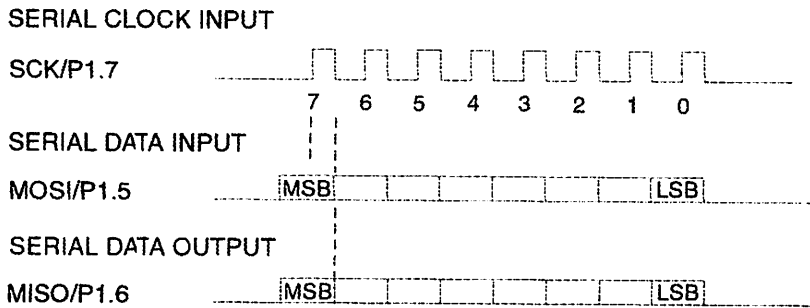 SERIAL CLOCK INPUT
SCK/P1.7
7 6 5 4 3 2 1 0
SERIAL DATA INPUT
MOSI/P1.5 MSB LSB
SERIAL DATA OUTPUT
MISO/P1.6 MSB LSB